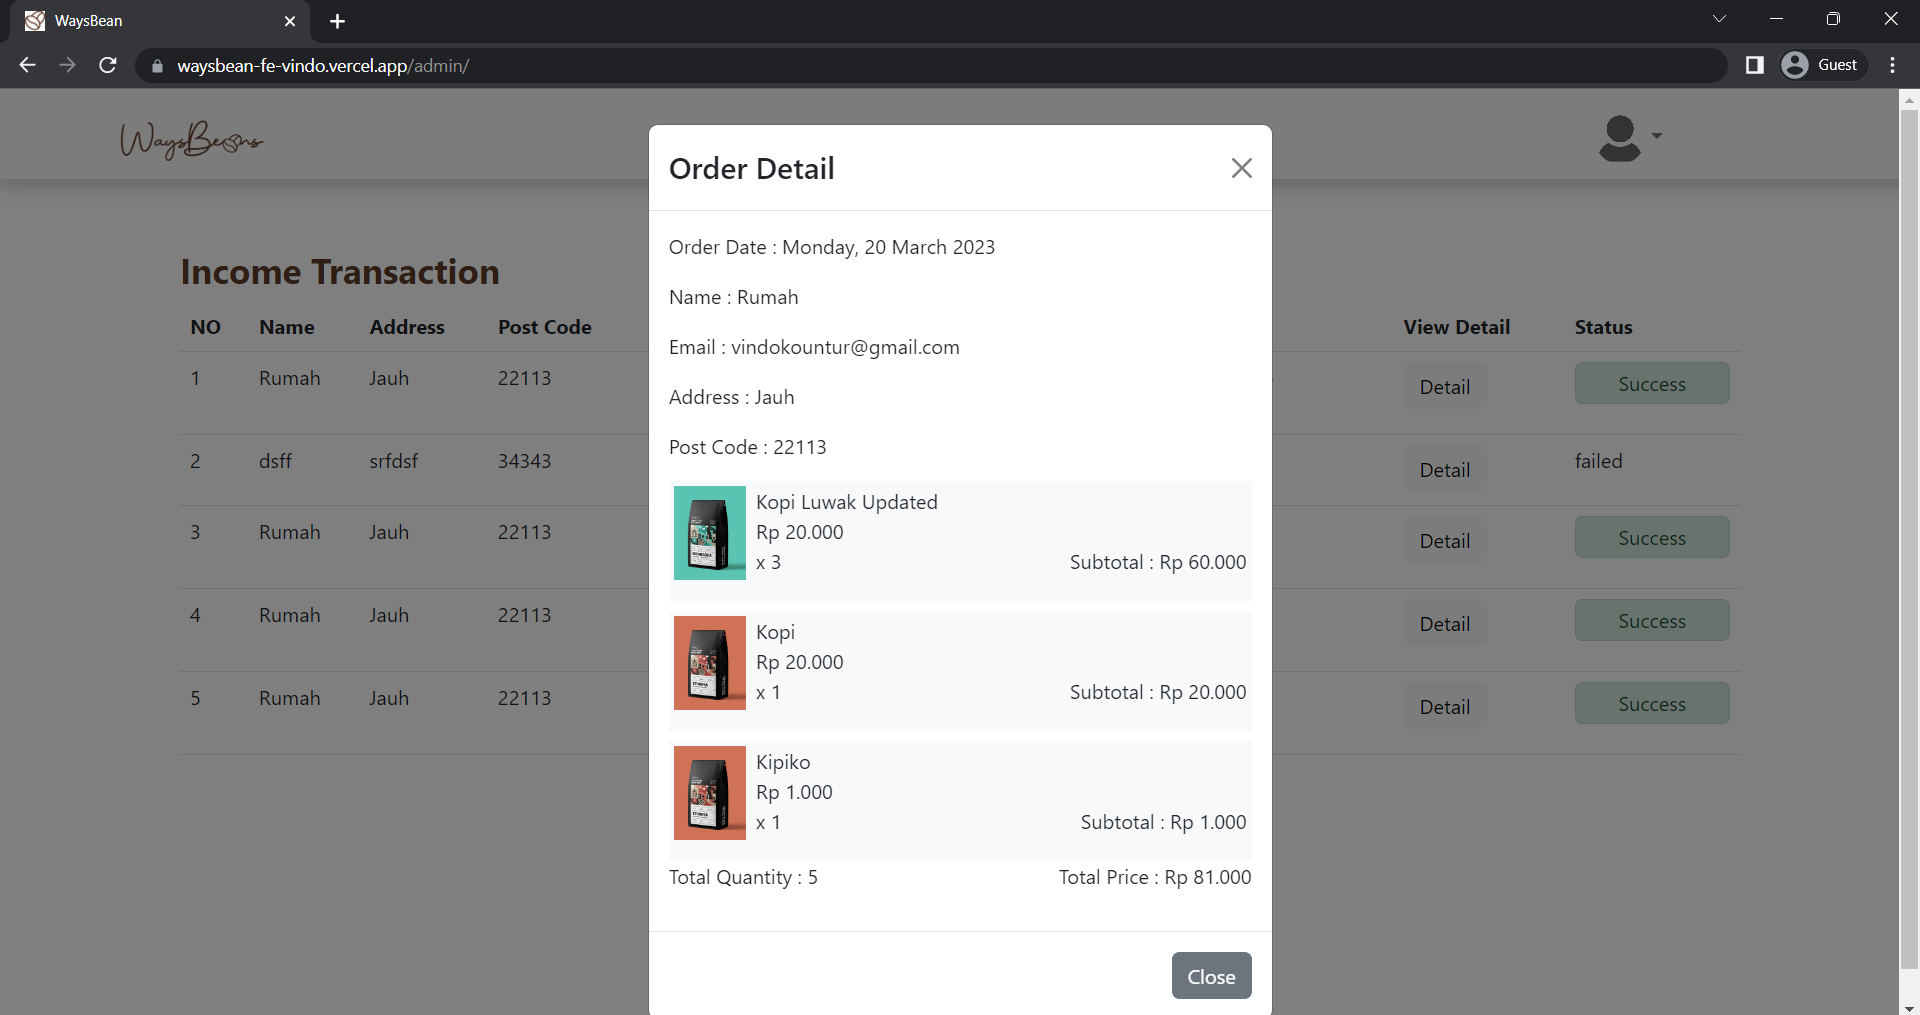 WaysBean
waysbean-fe-vindo.vercel.app/admin/
Guest
WaysBeans
Order Detail
Order Date : Monday, 20 March 2023
Name : Rumah
Email : vindokountur@gmail.com
Address : Jauh
Post Code : 22113
Kopi Luwak Updated
Rp 20.000
x 3 Subtotal : Rp 60.000
Kopi
Rp 20.000
x 1 Subtotal : Rp 20.000
Kipiko
Rp 1.000
x 1 Subtotal : Rp 1.000
Total Quantity : 5 Total Price : Rp 81.000
Close
Income Transaction
NO Name Address Post Code View Detail Status
1 Rumah Jauh 22113 Detail Success
2 dsff srfdsf 34343 Detail failed
3 Rumah Jauh 22113 Detail Success
4 Rumah Jauh 22113 Detail Success
5 Rumah Jauh 22113 Detail Success